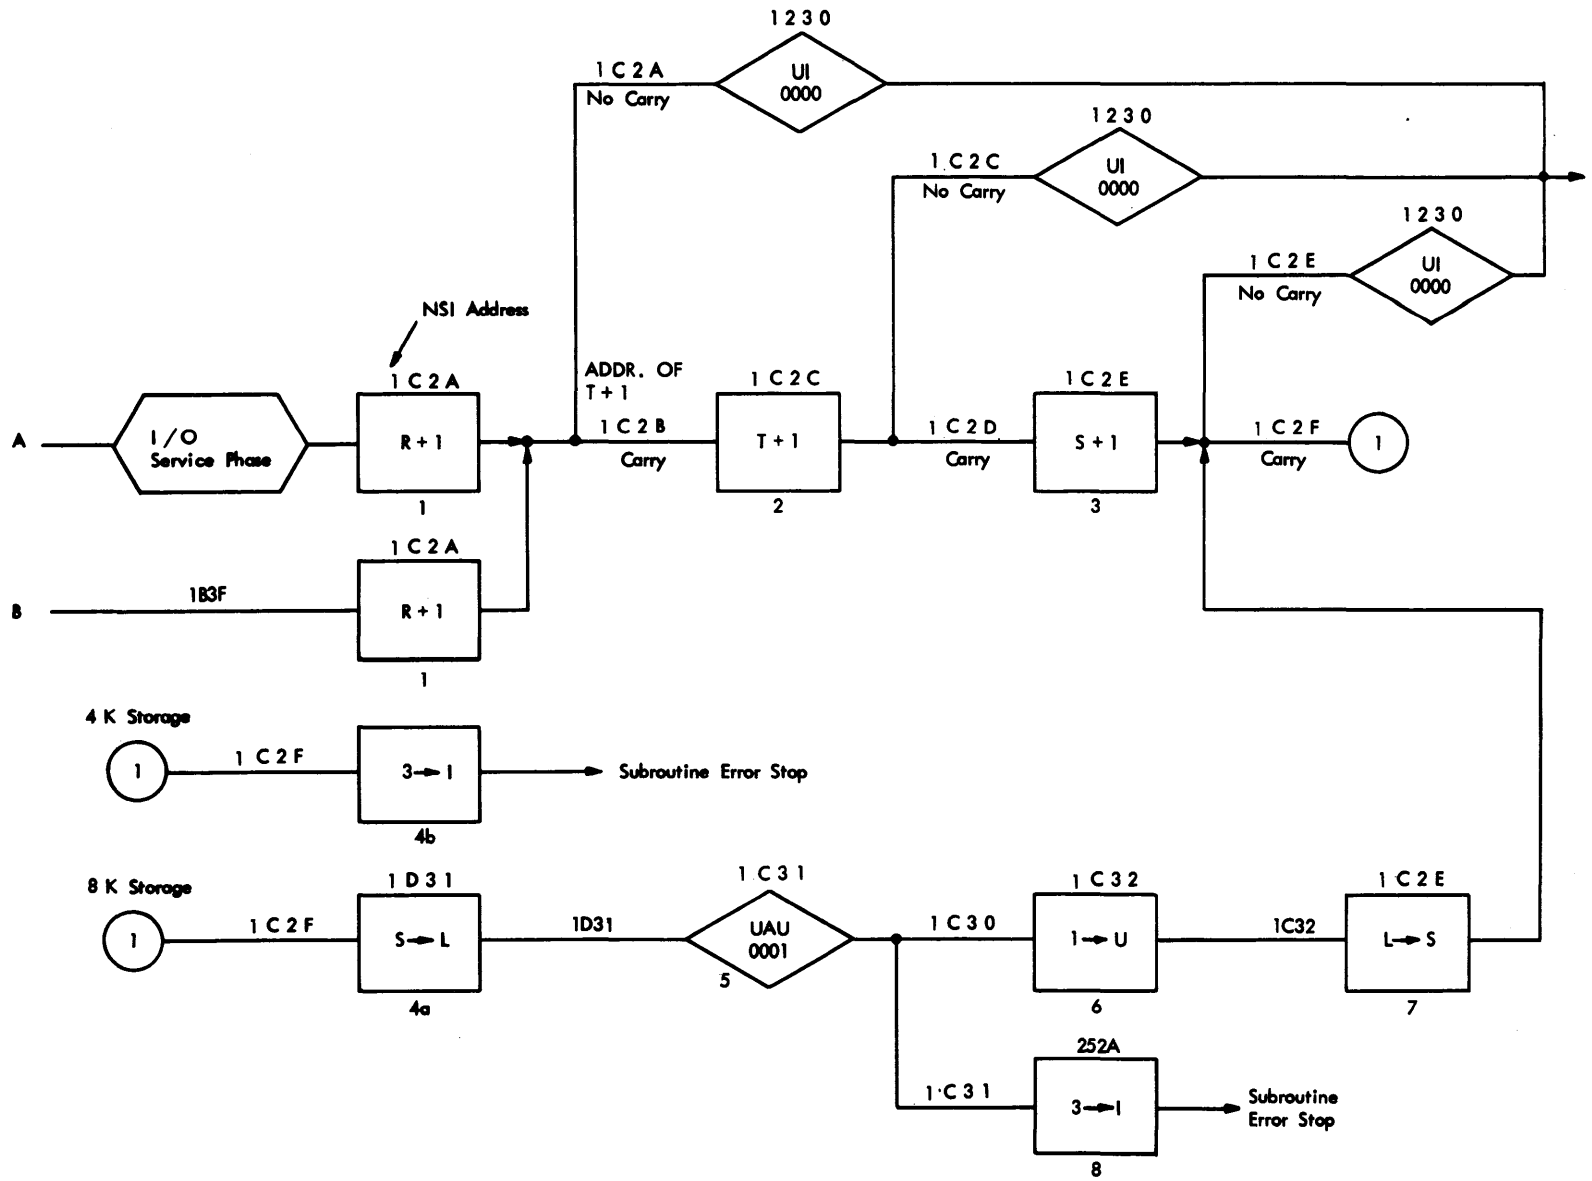 1230
UI
0000
1C2A
No Carry
1230
UI
0000
1C2C
No Carry
1230
UI
0000
1C2E
No Carry
NSI Address
A
I/O
Service Phase
1C2A
R+1
1
ADDR. OF
T+1
1C2B
Carry
1C2C
T+1
2
1C2D
Carry
1C2E
S+1
3
1C2F
Carry
1
B
1B3F
1C2A
R+1
1
4 K Storage
1
1C2F
3→I
4b
Subroutine Error Stop
8 K Storage
1
1C2F
1D31
S→L
4a
1D31
1C31
UAU
0001
5
1C30
1C32
1→U
6
1C32
1C2E
L→S
7
1C31
252A
3→I
8
Subroutine
Error Stop